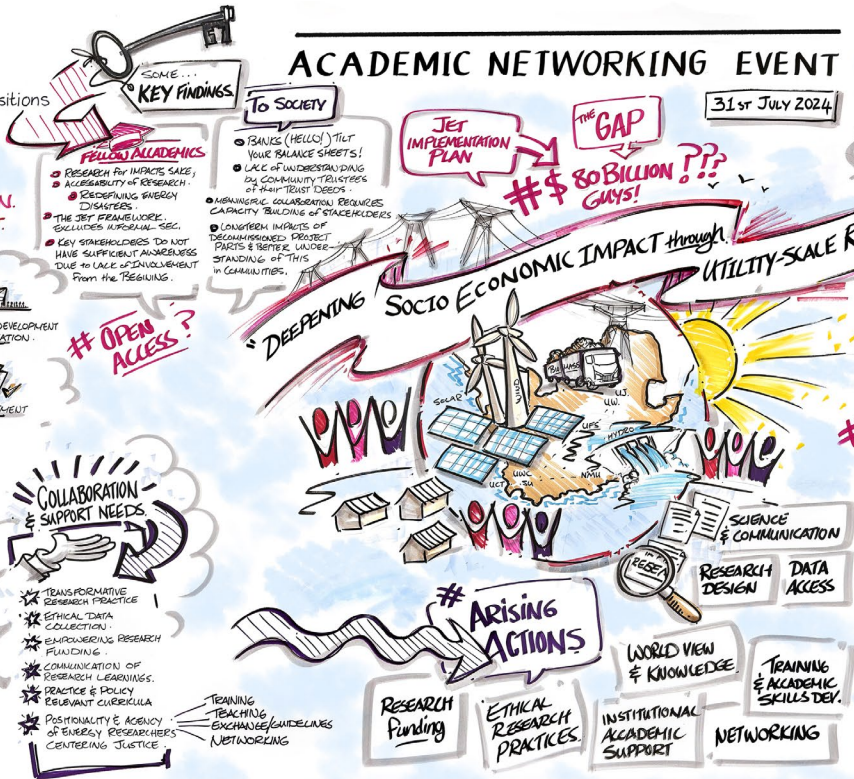 ACADEMIC NETWORKING EVENT
31ST JULY 2024
SOME...
KEY FINDINGS
sitions
FELLOW ALLADEMICS
RESEARCH FOR IMPACTS SAKE,
ACCESSABILITY OF RESEARCH.
REDEFINING ENERGY
DISASTERS.
THE JET FRAMEWORK.
EXCLUDES INFORMAL SEC.
KEY STAKEHOLDERS DO NOT
HAVE SUFFICIENT AWARENESS
DUE TO LACK OF INVOLVEMENT
FROM THE BEGINING.
TO SOCIETY
BANKS (HELLO!) TILT
YOUR BALANCE SHEETS!
LACK OF UNDERSTANDING
by COMMUNITY TRUSTEES
of their TRUST DEEDS.
MEANINGFUL COLLABORATION REQUIRES
CAPACITY BUILDING OF STAKEHOLDERS
LONGTERM IMPACTS OF
DECOMMISSIONED PROJECT
PARTS & BETTER UNDER-
STANDING OF THIS
in COMMUNITIES.
JET
IMPLEMENTATION
PLAN
THE
GAP
#$ 80 BILLION ???
GUYS!
"DEEPENING SOCIO ECONOMIC IMPACT through UTILITY-SCALE R
# OPEN
ACCESS?
N.
DEVELOPMENT
ATION.
MENT
BIOMASS
SOLAR
WIND
UJ.
U.W.
UFS
HYDRO
UWC
UCT
SU
NMU
#
COLLABORATION
& SUPPORT NEEDS.
TRANSFORMATIVE
RESEARCH PRACTICE
ETHICAL DATA
COLLECTION.
EMPOWERING RESEARCH
FUNDING.
COMMUNICATION OF
RESEARCH LEARNINGS.
PRACTICE & POLICY
RELEVANT CURRICULA
POSITIONALITY & AGENCY
of ENERGY RESEARCHERS
CENTERING JUSTICE
TRAINING
TEACHING
EXCHANGE/GUIDELINES
NETWORKING
# ARISING
ACTIONS
SCIENCE
& COMMUNICATION
RESEARCH
DESIGN
DATA
ACCESS
WORLD VIEW
& KNOWLEDGE.
TRAINING
& ACCADEMIC
SKILLS DEV.
RESEARCH
Funding
ETHICAL
RESEARCH
PRACTICES.
INSTITUTIONAL
ACCADEMIC
SUPPORT
NETWORKING